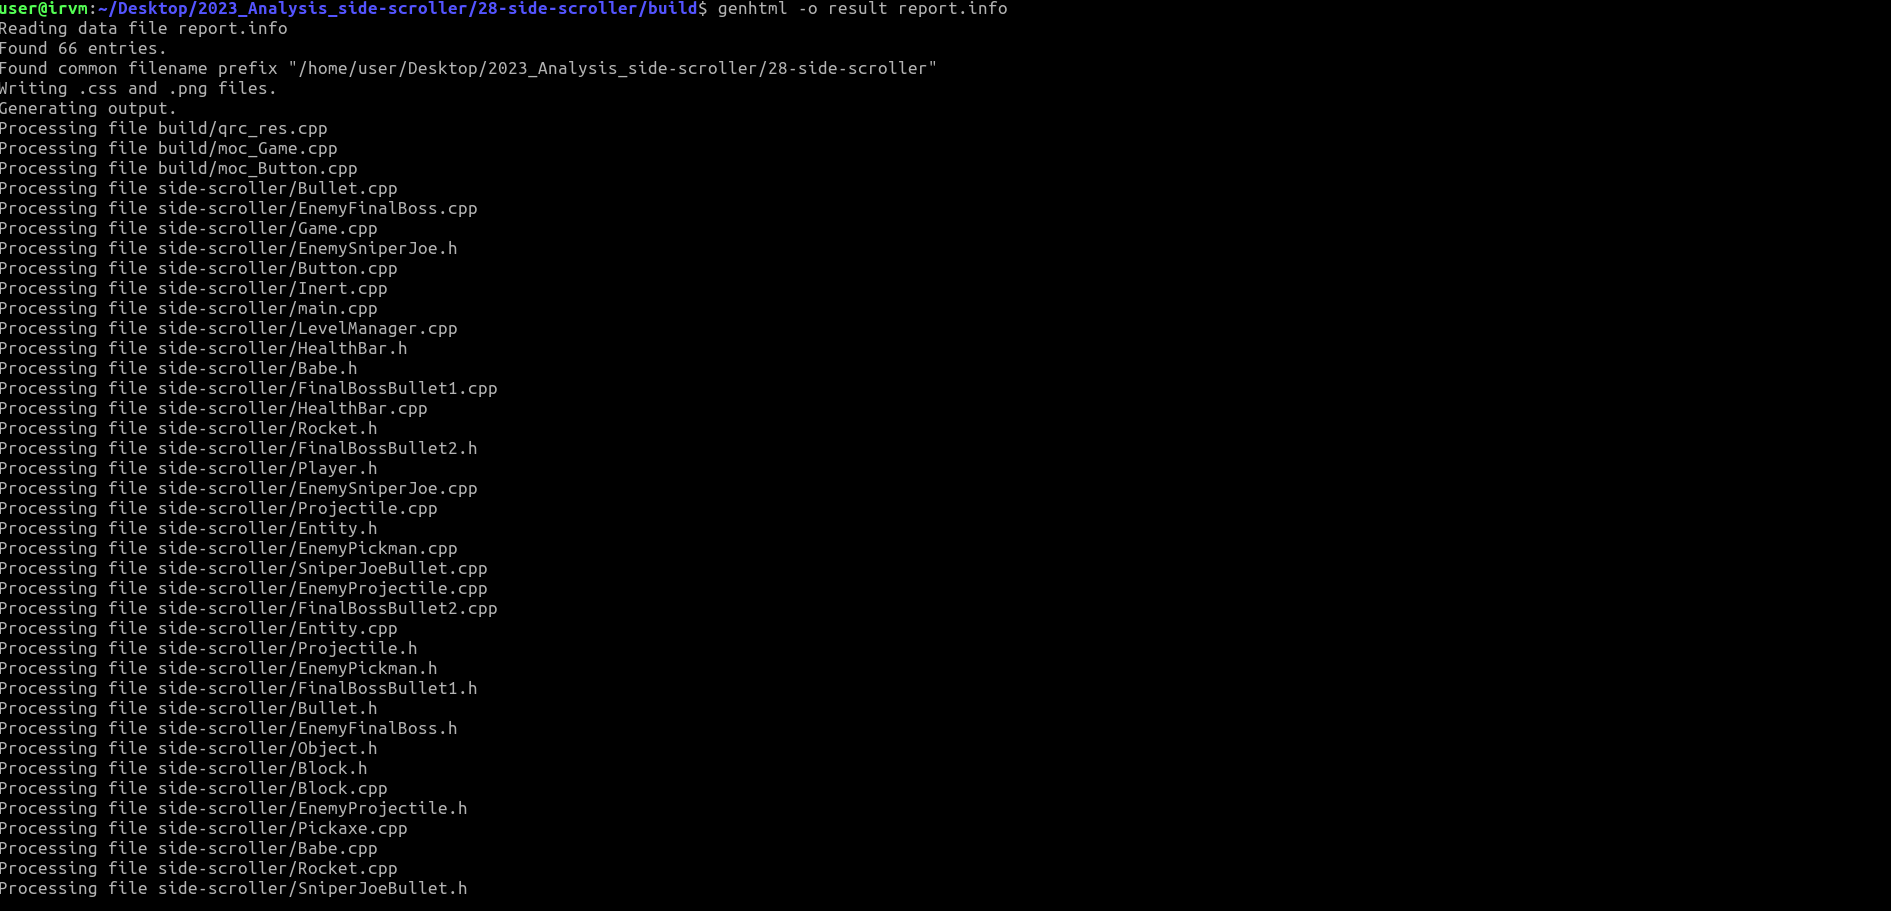 user@irvm:~/Desktop/2023_Analysis_side-scroller/28-side-scroller/build$ genhtml -o result report.info
Reading data file report.info
Found 66 entries.
Found common filename prefix "/home/user/Desktop/2023_Analysis_side-scroller/28-side-scroller"
Writing .css and .png files.
Generating output.
Processing file build/qrc_res.cpp
Processing file build/moc_Game.cpp
Processing file build/moc_Button.cpp
Processing file side-scroller/Bullet.cpp
Processing file side-scroller/EnemyFinalBoss.cpp
Processing file side-scroller/Game.cpp
Processing file side-scroller/EnemySniperJoe.h
Processing file side-scroller/Button.cpp
Processing file side-scroller/Inert.cpp
Processing file side-scroller/main.cpp
Processing file side-scroller/LevelManager.cpp
Processing file side-scroller/HealthBar.h
Processing file side-scroller/Babe.h
Processing file side-scroller/FinalBossBullet1.cpp
Processing file side-scroller/HealthBar.cpp
Processing file side-scroller/Rocket.h
Processing file side-scroller/FinalBossBullet2.h
Processing file side-scroller/Player.h
Processing file side-scroller/EnemySniperJoe.cpp
Processing file side-scroller/Projectile.cpp
Processing file side-scroller/Entity.h
Processing file side-scroller/EnemyPickman.cpp
Processing file side-scroller/SniperJoeBullet.cpp
Processing file side-scroller/EnemyProjectile.cpp
Processing file side-scroller/FinalBossBullet2.cpp
Processing file side-scroller/Entity.cpp
Processing file side-scroller/Projectile.h
Processing file side-scroller/EnemyPickman.h
Processing file side-scroller/FinalBossBullet1.h
Processing file side-scroller/Bullet.h
Processing file side-scroller/EnemyFinalBoss.h
Processing file side-scroller/Object.h
Processing file side-scroller/Block.h
Processing file side-scroller/Block.cpp
Processing file side-scroller/EnemyProjectile.h
Processing file side-scroller/Pickaxe.cpp
Processing file side-scroller/Babe.cpp
Processing file side-scroller/Rocket.cpp
Processing file side-scroller/SniperJoeBullet.h